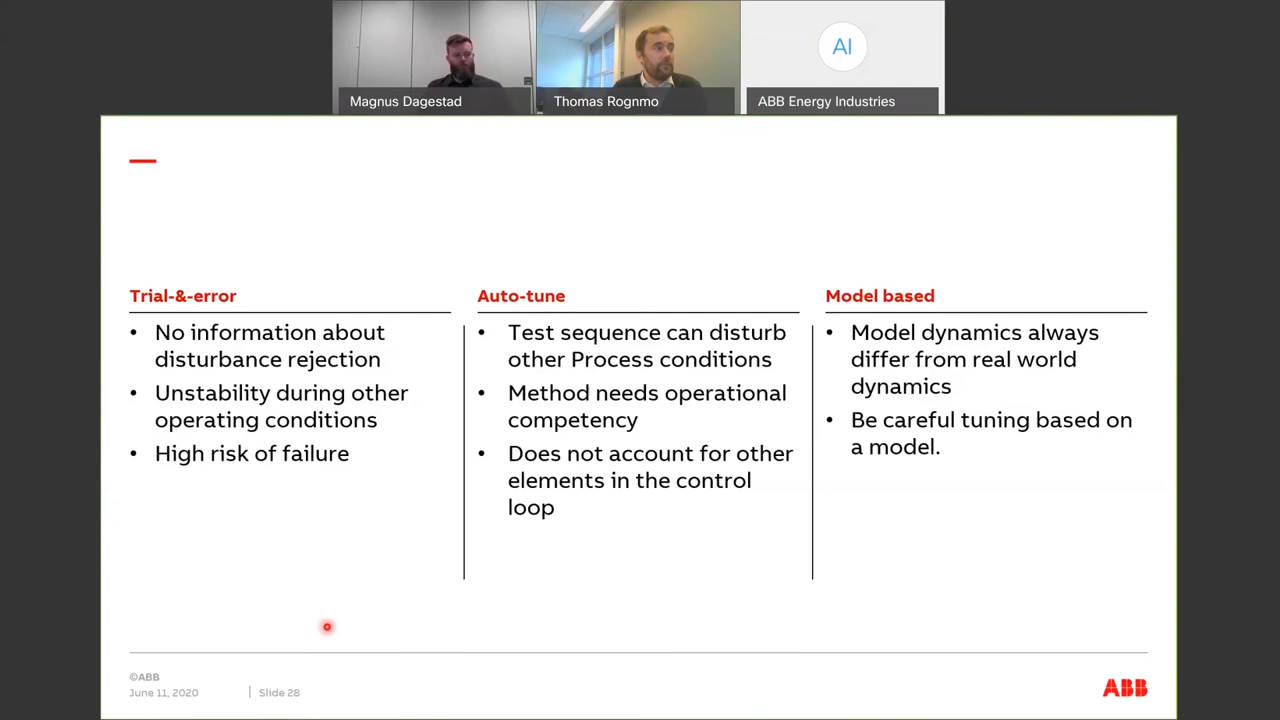 Magnus Dagestad
Thomas Rognmo
AI
ABB Energy Industries
Trial-&-error
• No information about
disturbance rejection
• Unstability during other
operating conditions
• High risk of failure
Auto-tune
• Test sequence can disturb
other Process conditions
• Method needs operational
competency
• Does not account for other
elements in the control
loop
Model based
• Model dynamics always
differ from real world
dynamics
• Be careful tuning based on
a model.
©ABB
June 11, 2020
Slide 28
ABB